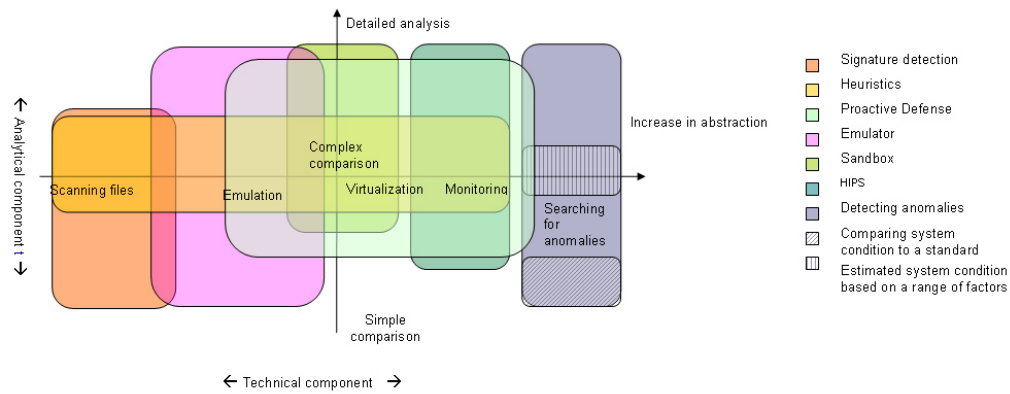 Detailed analysis
Signature detection
Heuristics
Proactive Defense
Emulator
Sandbox
HIPS
Detecting anomalies
Comparing system
condition to a standard
Estimated system condition
based on a range of factors
Increase in abstraction
← Analytical component t →
Complex
comparison
Scanning files
Emulation
Virtualization
Monitoring
Searching
for
anomalies
Simple
comparison
← Technical component →